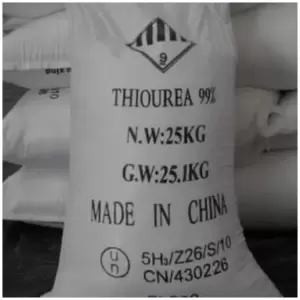 9
THIOUREA 99%
N.W:25KG
G.W:25.1KG
MADE IN CHINA
un
5H₃/Z26/S/10
CN/430226